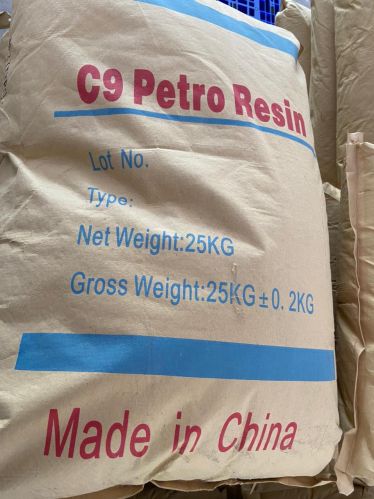 C9 Petro Resin
Lot No.
Type:
Net Weight:25KG
Gross Weight:25KG±0.2KG
Made in China